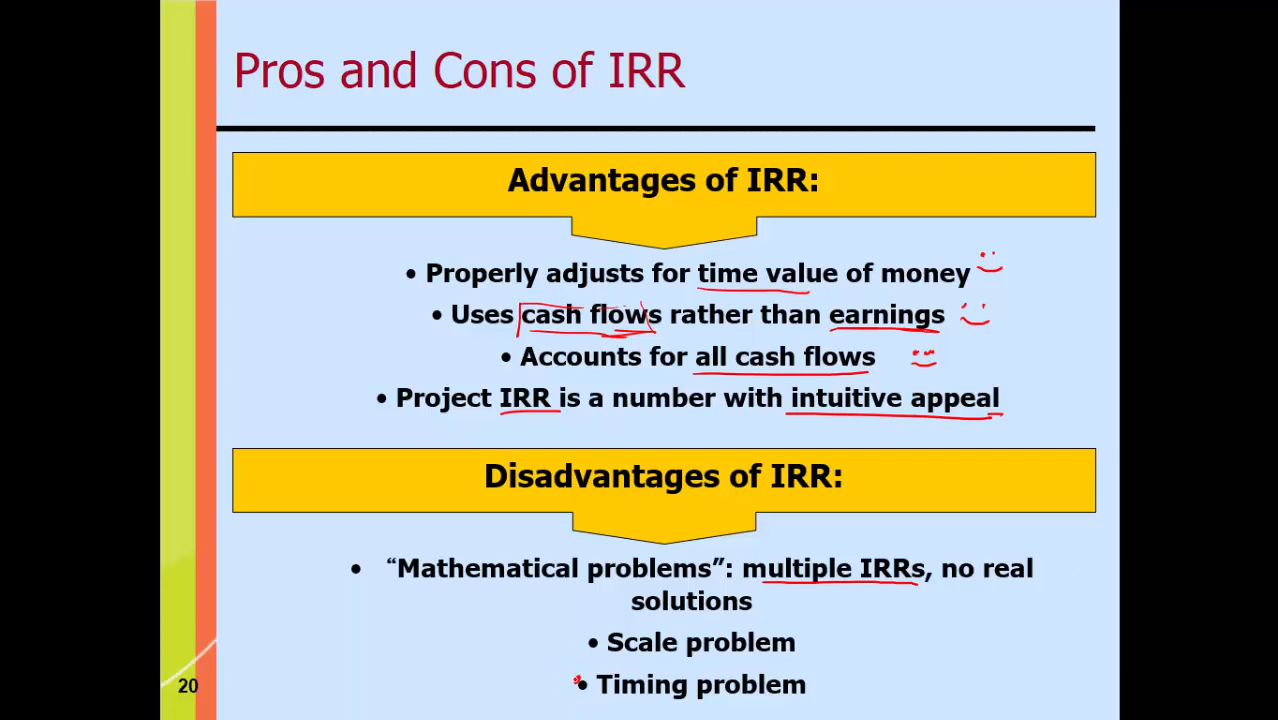 Pros and Cons of IRR
Advantages of IRR:
• Properly adjusts for time value of money
• Uses cash flows rather than earnings
• Accounts for all cash flows
• Project IRR is a number with intuitive appeal
Disadvantages of IRR:
• “Mathematical problems”: multiple IRRs, no real
solutions
• Scale problem
• Timing problem
20